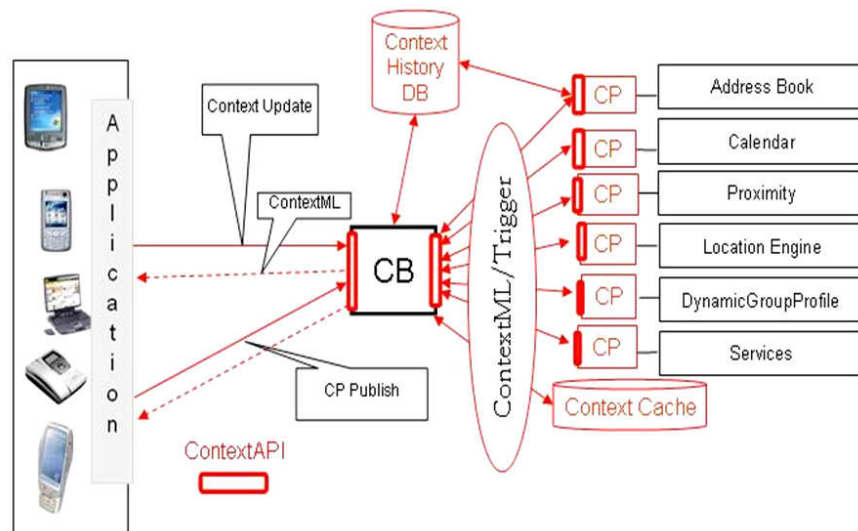 Application
Context Update
ContextML
CP Publish
ContextAPI
CB
Context
History
DB
ContextML/Trigger
CP
Address Book
CP
Calendar
CP
Proximity
CP
Location Engine
CP
DynamicGroupProfile
CP
Services
Context Cache